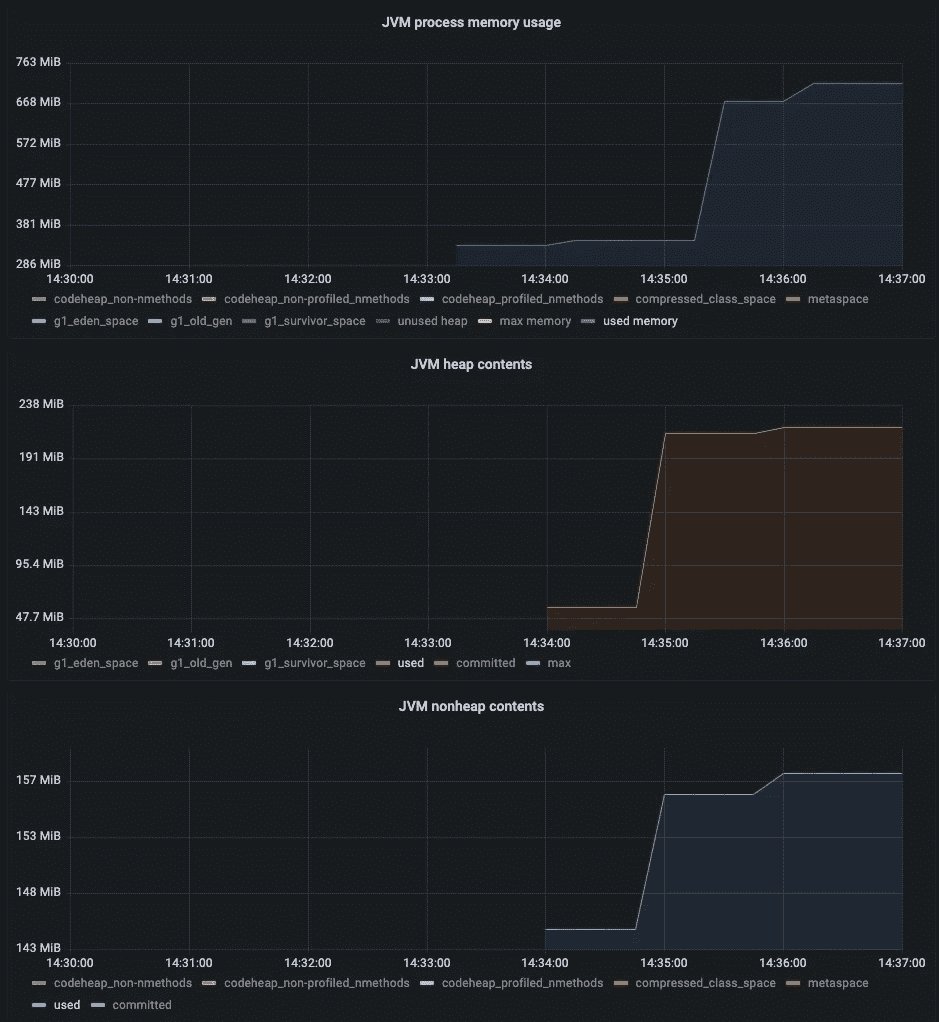 JVM process memory usage
763 MiB
668 MiB
572 MiB
477 MiB
381 MiB
286 MiB
14:30:00 14:31:00 14:32:00 14:33:00 14:34:00 14:35:00 14:36:00 14:37:00
codeheap_non-nmethods codeheap_non-profiled_nmethods codeheap_profiled_nmethods compressed_class_space metaspace
g1_eden_space g1_old_gen g1_survivor_space unused heap max memory used memory
JVM heap contents
238 MiB
191 MiB
143 MiB
95.4 MiB
47.7 MiB
14:30:00 14:31:00 14:32:00 14:33:00 14:34:00 14:35:00 14:36:00 14:37:00
g1_eden_space g1_old_gen g1_survivor_space used committed max
JVM nonheap contents
157 MiB
153 MiB
148 MiB
143 MiB
14:30:00 14:31:00 14:32:00 14:33:00 14:34:00 14:35:00 14:36:00 14:37:00
codeheap_non-nmethods codeheap_non-profiled_nmethods codeheap_profiled_nmethods compressed_class_space metaspace
used committed